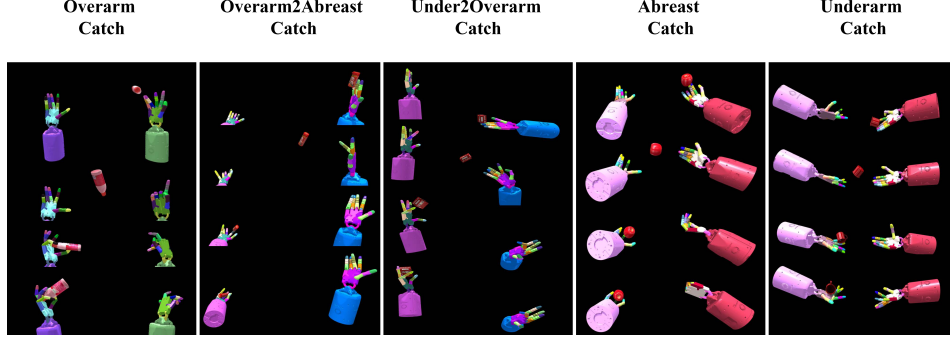 Overarm
Catch
Overarm2Abreast
Catch
Under2Overarm
Catch
Abreast
Catch
Underarm
Catch